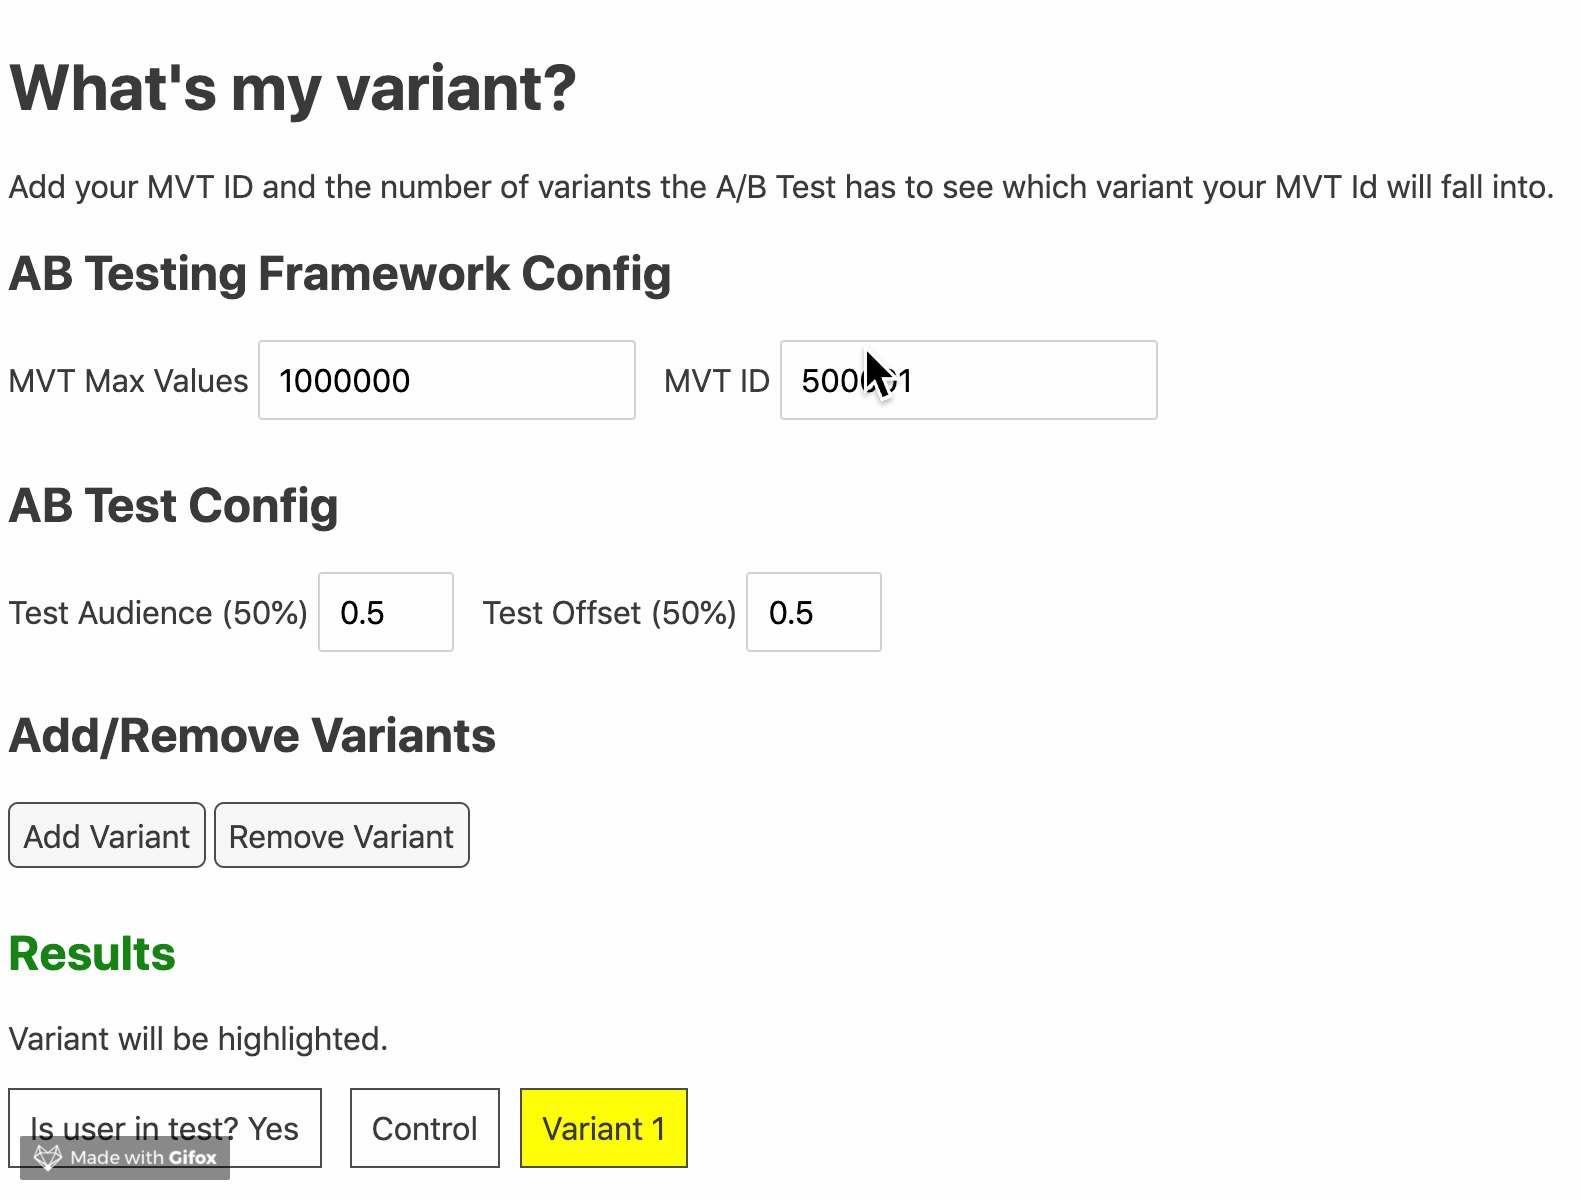 What's my variant?
Add your MVT ID and the number of variants the A/B Test has to see which variant your MVT Id will fall into.
AB Testing Framework Config
MVT Max Values 1000000 MVT ID
AB Test Config
Test Audience (50%) 0.5 Test Offset (50%) 0.5
Add/Remove Variants
Add Variant Remove Variant
Results
Variant will be highlighted.
Is user in test? Yes Control Variant 1
Made with Gifox